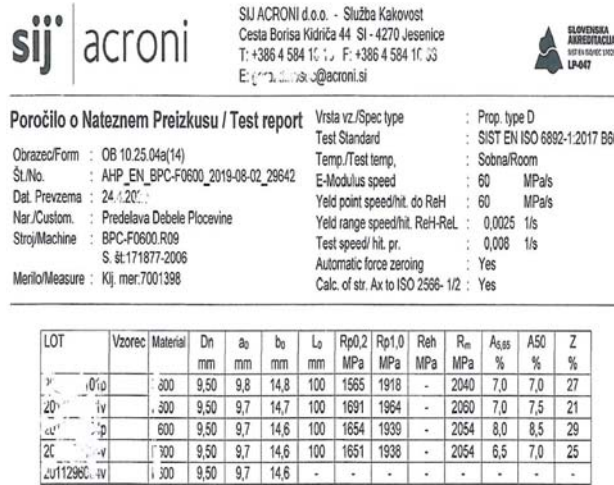 sij acroni
SIJ ACRONI d.o.o. - Služba Kakovost
Cesta Borisa Kidriča 44 SI - 4270 Jesenice
T: +386 4 584 F: +386 4 584
E: @acroni.si
SLOVENSKA
AKREDITACIJA
LP-047
Poročilo o Nateznem Preizkusu / Test report
Obrazec/Form : OB 10.25.04a(14)
Št./No. : AHP_EN_BPC-F0600_2019-08-02_29642
Dat. Prevzema :
Nar./Custom. : Predelava Debele Plocevine
Stroj/Machine : BPC-F0600.R09
S. št:171877-2006
Merilo/Measure : Klj. mer:7001398
Vrsta vz./Spec type : Prop. type D
Test Standard : SIST EN ISO 6892-1:2017 B60
Temp./Test temp, : Sobna/Room
E-Modulus speed : 60 MPa/s
Yeld point speed/hit. do ReH : 60 MPa/s
Yeld range speed/hit. ReH-ReL : 0,0025 1/s
Test speed/ hit. pr. : 0,008 1/s
Automatic force zeroing : Yes
Calc. of str. Ax to ISO 2566- 1/2 : Yes
LOT Vzorec Material Dn a0 b0 L0 Rp0,2 Rp1,0 Reh Rm A5,65 A50 Z
mm mm mm mm MPa MPa MPa MPa % % %
9,50 9,8 14,8 100 1565 1918 - 2040 7,0 7,0 27
9,50 9,7 14,7 100 1691 1964 - 2060 7,0 7,5 21
600 9,50 9,7 14,6 100 1654 1939 - 2054 8,0 8,5 29
9,50 9,7 14,6 100 1651 1938 - 2054 6,5 7,0 25
9,50 9,7 14,6 - - - - - - - -